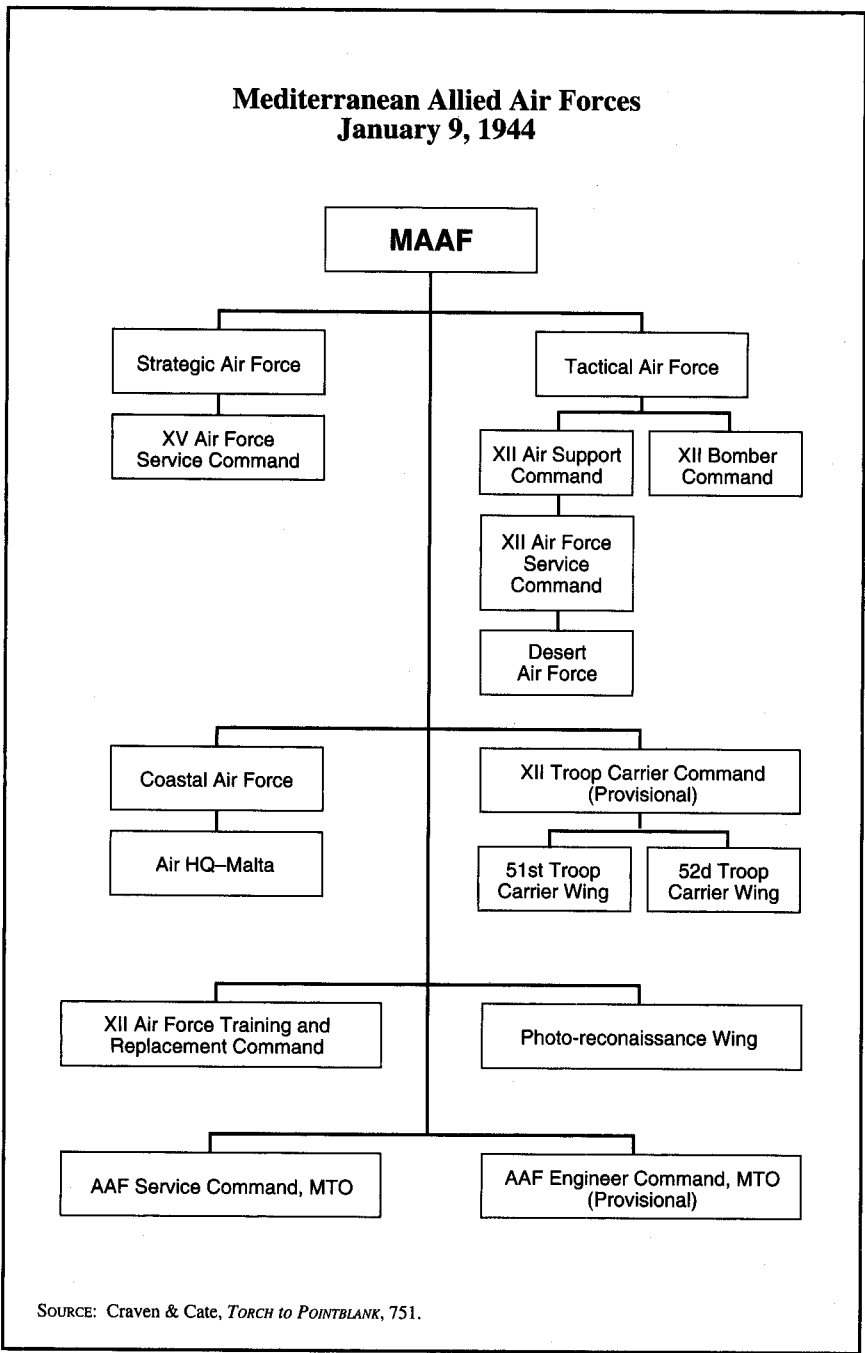 Mediterranean Allied Air Forces
January 9, 1944
MAAF
Strategic Air Force
Tactical Air Force
XV Air Force
Service Command
XII Air Support
Command
XII Bomber
Command
XII Air Force
Service
Command
Desert
Air Force
Coastal Air Force
XII Troop Carrier Command
(Provisional)
Air HQ–Malta
51st Troop
Carrier Wing
52d Troop
Carrier Wing
XII Air Force Training and
Replacement Command
Photo-reconaissance Wing
AAF Service Command, MTO
AAF Engineer Command, MTO
(Provisional)
SOURCE: Craven & Cate, TORCH to POINTBLANK, 751.